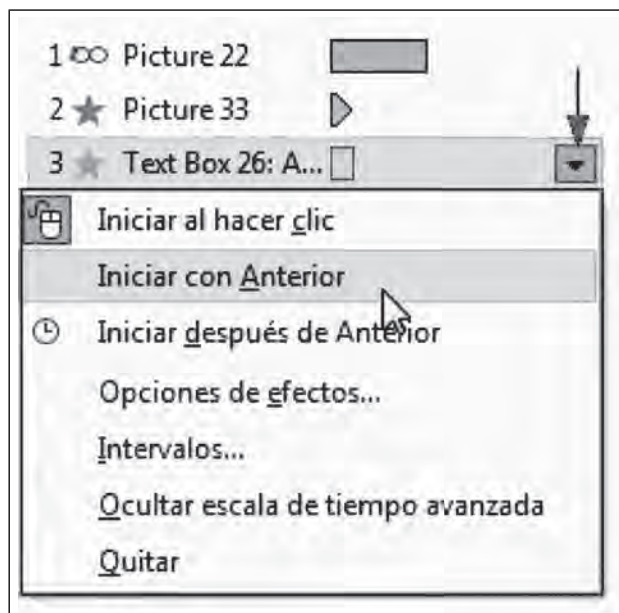 1 Picture 22
2 Picture 33
3 Text Box 26: A...
Iniciar al hacer clic
Iniciar con Anterior
Iniciar después de Anterior
Opciones de efectos...
Intervalos...
Ocultar escala de tiempo avanzada
Quitar